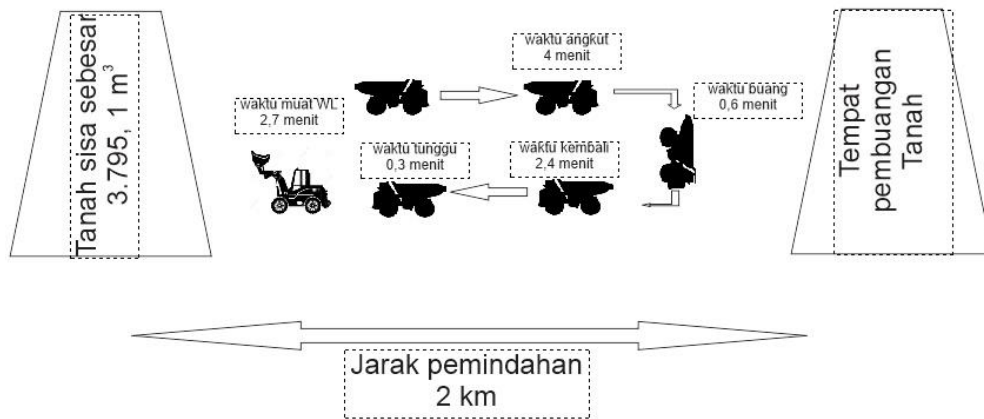 Tanah sisa sebesar
3.795, 1 m³
waktu muat WL
2,7 menit
waktu angkut
4 menit
waktu buang
0,6 menit
waktu tunggu
0,3 menit
waktu kembali
2,4 menit
Tempat
pembuangan
Tanah
Jarak pemindahan
2 km